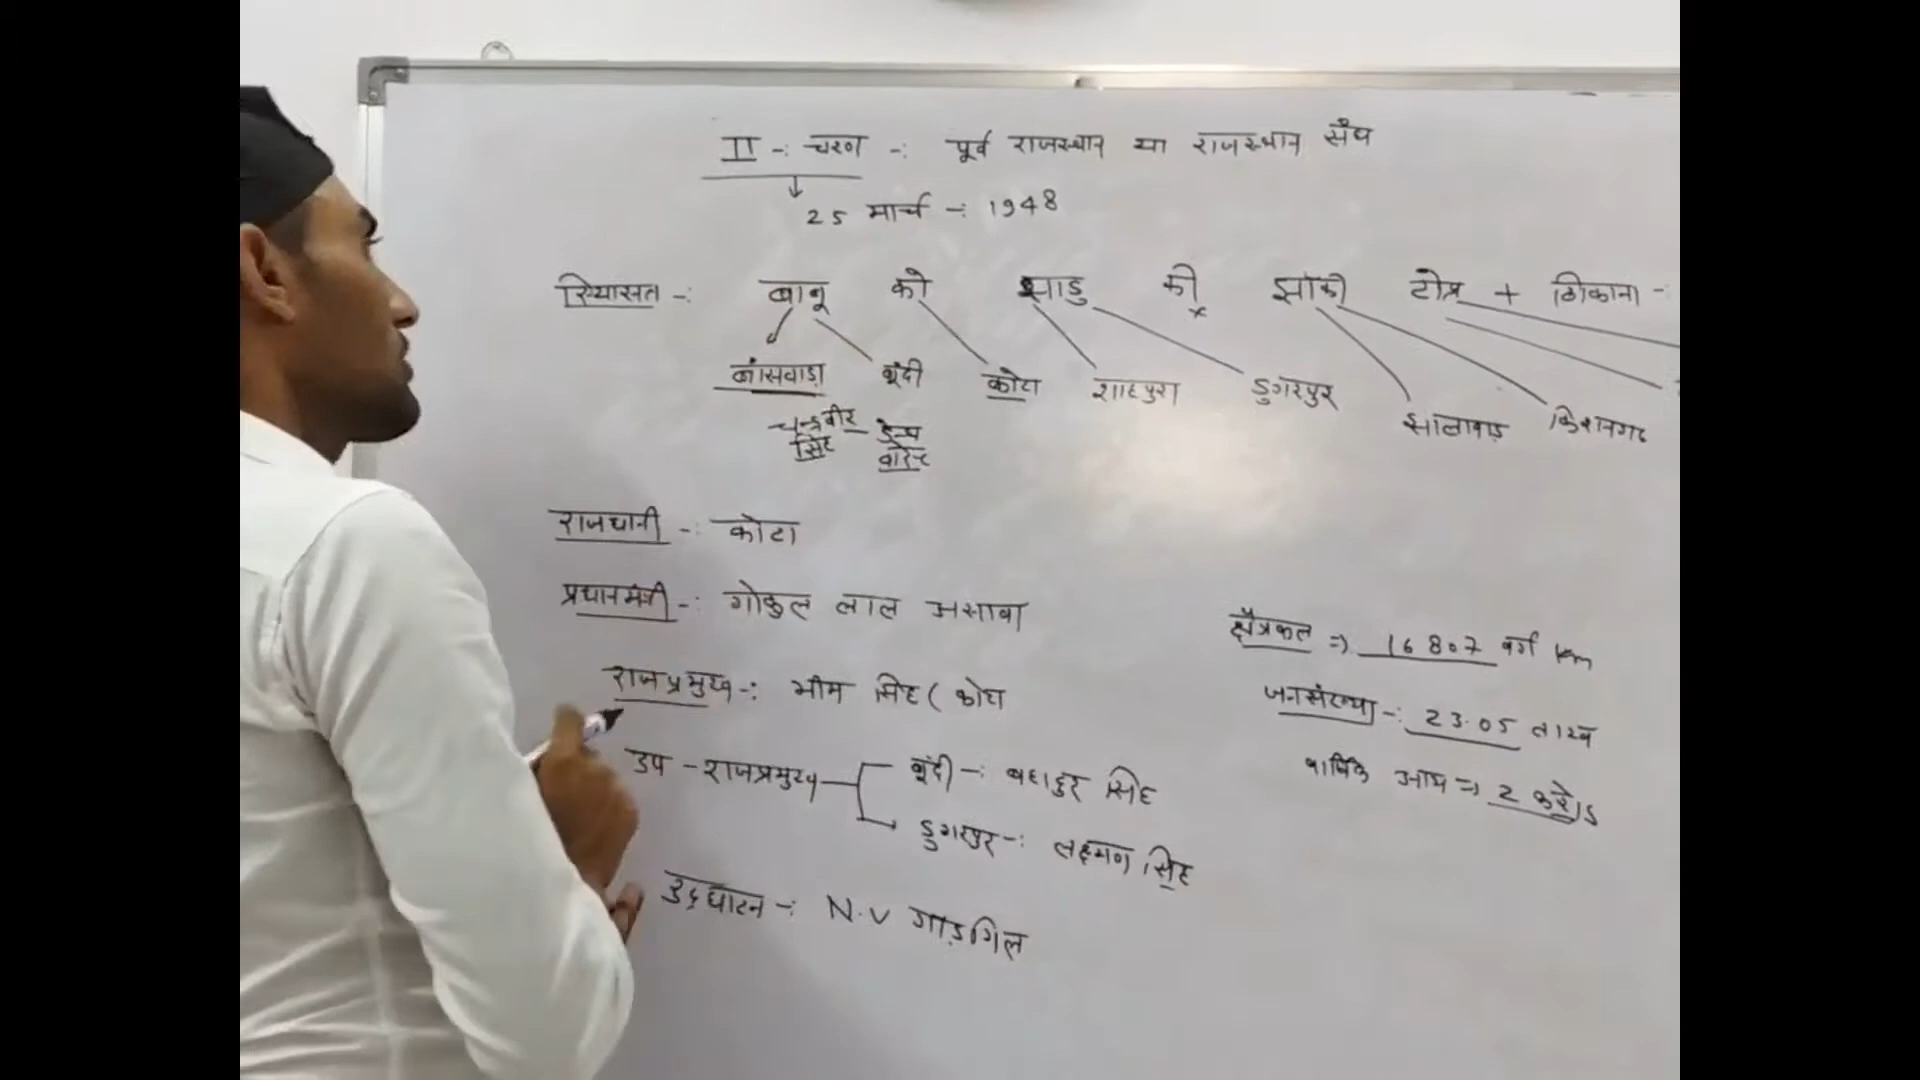 II -: चरण -: पूर्व राजस्थान या राजस्थान संघ
25 मार्च -: 1948
रियासत -: बाबू को शाडु की झांकी टोप्र + ठिकाना -:
बांसवाडा बूंदी कोटा शाहपुरा डुगरपुर झालावाड़ किशनगढ
चन्द्रवीर सिंह - डेन्थ वारेन्ट
राजधानी -: कोटा
प्रधानमंत्री -: गोकुल लाल असावा
राजप्रमुख -: भीम सिंह ( कोटा
उप - राजप्रमुख
बूंदी -: बहादुर सिंह
डुगरपुर -: लक्ष्मण सिंह
उदघाटन -: N.V गाडगिल
क्षैत्रफल => 16807 वर्ग Km
जनसंख्या -: 23.05 लाख
वार्षिक आय => 2 करोड